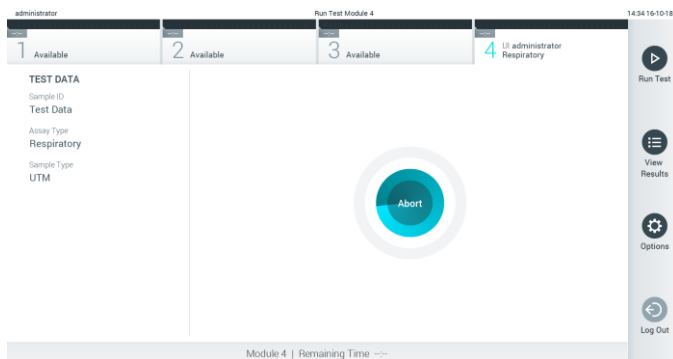 administrator Run Test Module 4 14:34 16-10-18
--:-- --:-- --:-- --:--
1 Available 2 Available 3 Available 4 UI administrator
Respiratory
TEST DATA
Sample ID
Test Data
Assay Type
Respiratory
Sample Type
UTM
Abort
Run Test
View
Results
Options
Log Out
Module 4 | Remaining Time --:--